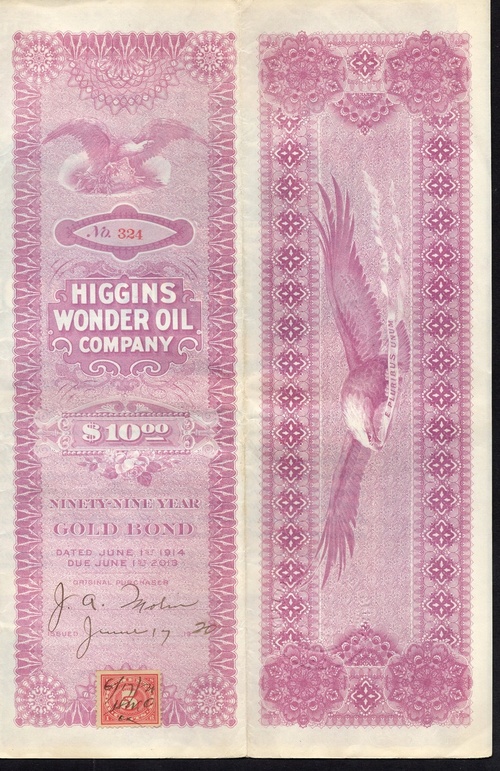 No. 324
HIGGINS
WONDER OIL
COMPANY
$10.00
NINETY-NINE YEAR
GOLD BOND
DATED JUNE 1ST 1914
DUE JUNE 1ST 2013
ORIGINAL PURCHASER
J. A.
ISSUED June 17 1920
E PLURIBUS UNUM